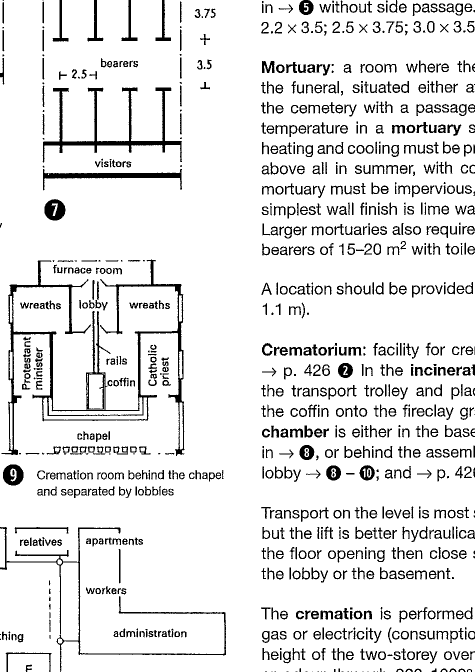 3.75
3.5
bearers
2.5
visitors
7
furnace room
wreaths
lobby
wreaths
Protestant
minister
rails
coffin
Catholic
priest
chapel
9 Cremation room behind the chapel
and separated by lobbles
relatives
apartments
workers
administration
thing
F
in → 5 without side passage.
2.2 × 3.5; 2.5 × 3.75; 3.0 × 3.5
Mortuary: a room where the
the funeral, situated either a
the cemetery with a passage
temperature in a mortuary s
heating and cooling must be pr
above all in summer, with co
mortuary must be impervious,
simplest wall finish is lime wa
Larger mortuaries also require
bearers of 15–20 m² with toile
A location should be provided
1.1 m).
Crematorium: facility for crem
→ p. 426 2 In the incinerat
the transport trolley and plac
the coffin onto the fireclay gr
chamber is either in the base
in → 8, or behind the assemb
lobby → 8 – 10; and → p. 426
Transport on the level is most s
but the lift is better hydraulica
the floor opening then close s
the lobby or the basement.
The cremation is performed
gas or electricity (consumptio
height of the two-storey over